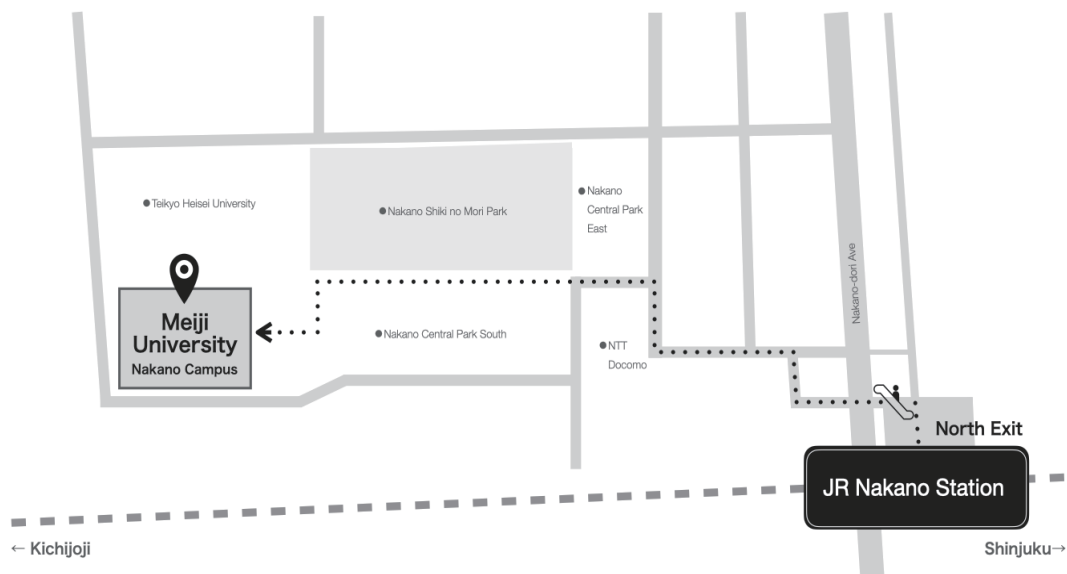 Nakano-dori Ave
Teikyo Heisei University
Nakano Shiki no Mori Park
Nakano
Central Park
East
Meiji
University
Nakano Campus
Nakano Central Park South
NTT
Docomo
North Exit
JR Nakano Station
← Kichijoji
Shinjuku→